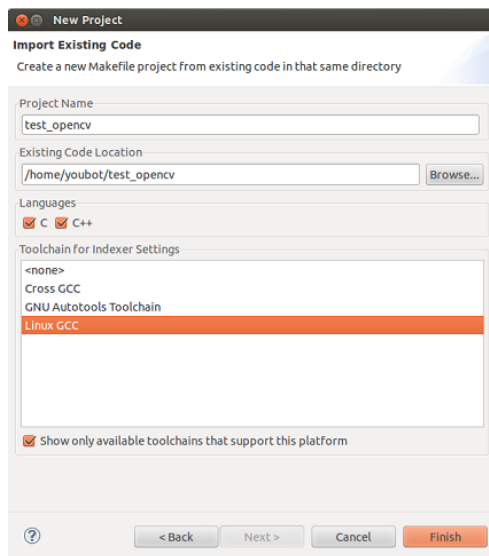 New Project
Import Existing Code
Create a new Makefile project from existing code in that same directory
Project Name
test_opencv
Existing Code Location
/home/youbot/test_opencv
Browse...
Languages
C C++
Toolchain for Indexer Settings
<none>
Cross GCC
GNU Autotools Toolchain
Linux GCC
Show only available toolchains that support this platform
? < Back Next > Cancel Finish